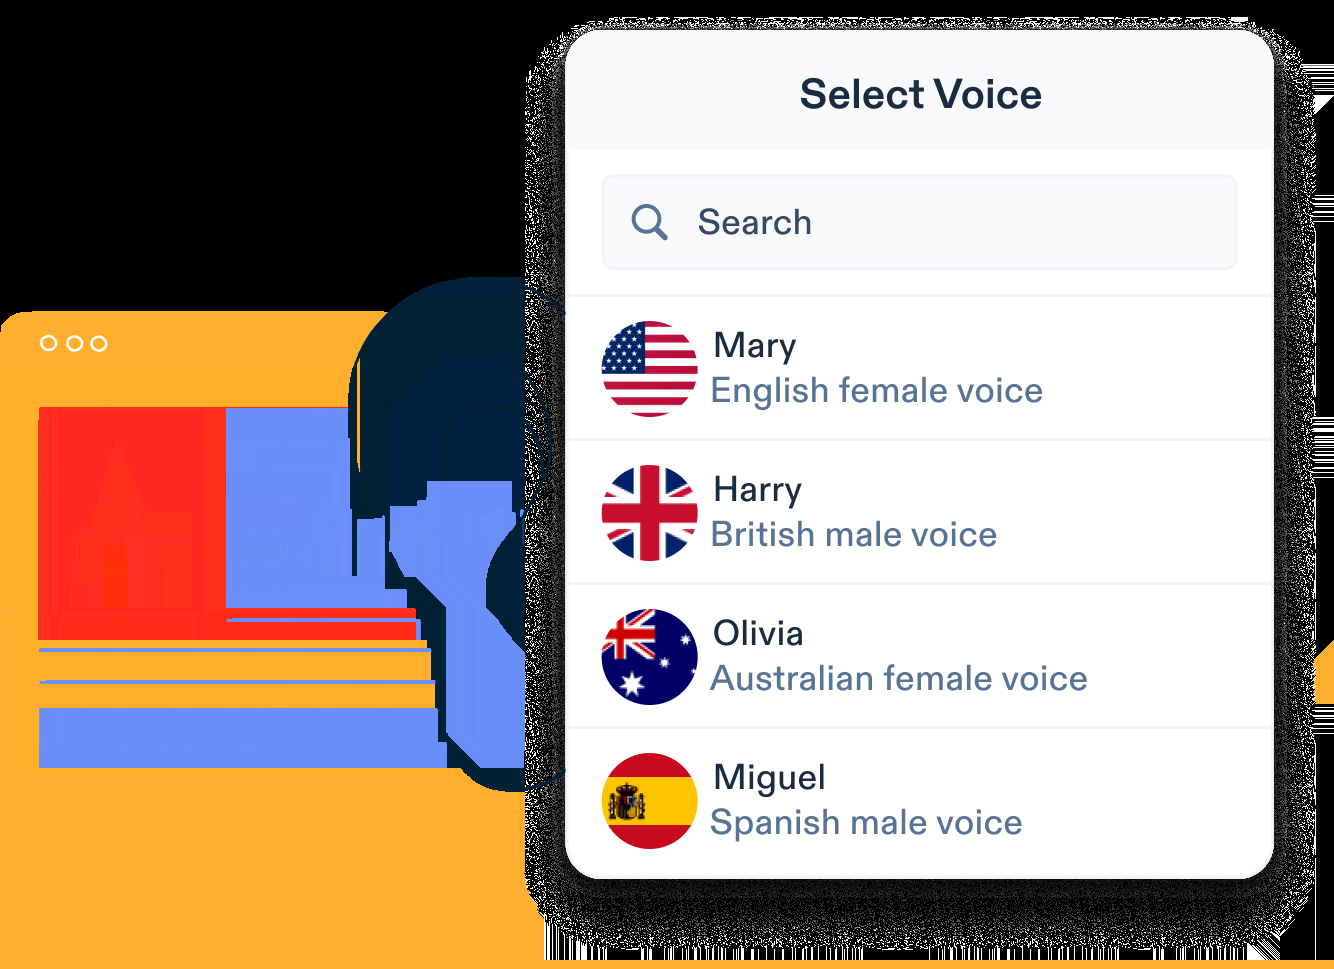 Select Voice
Search
Mary
English female voice
Harry
British male voice
Olivia
Australian female voice
Miguel
Spanish male voice